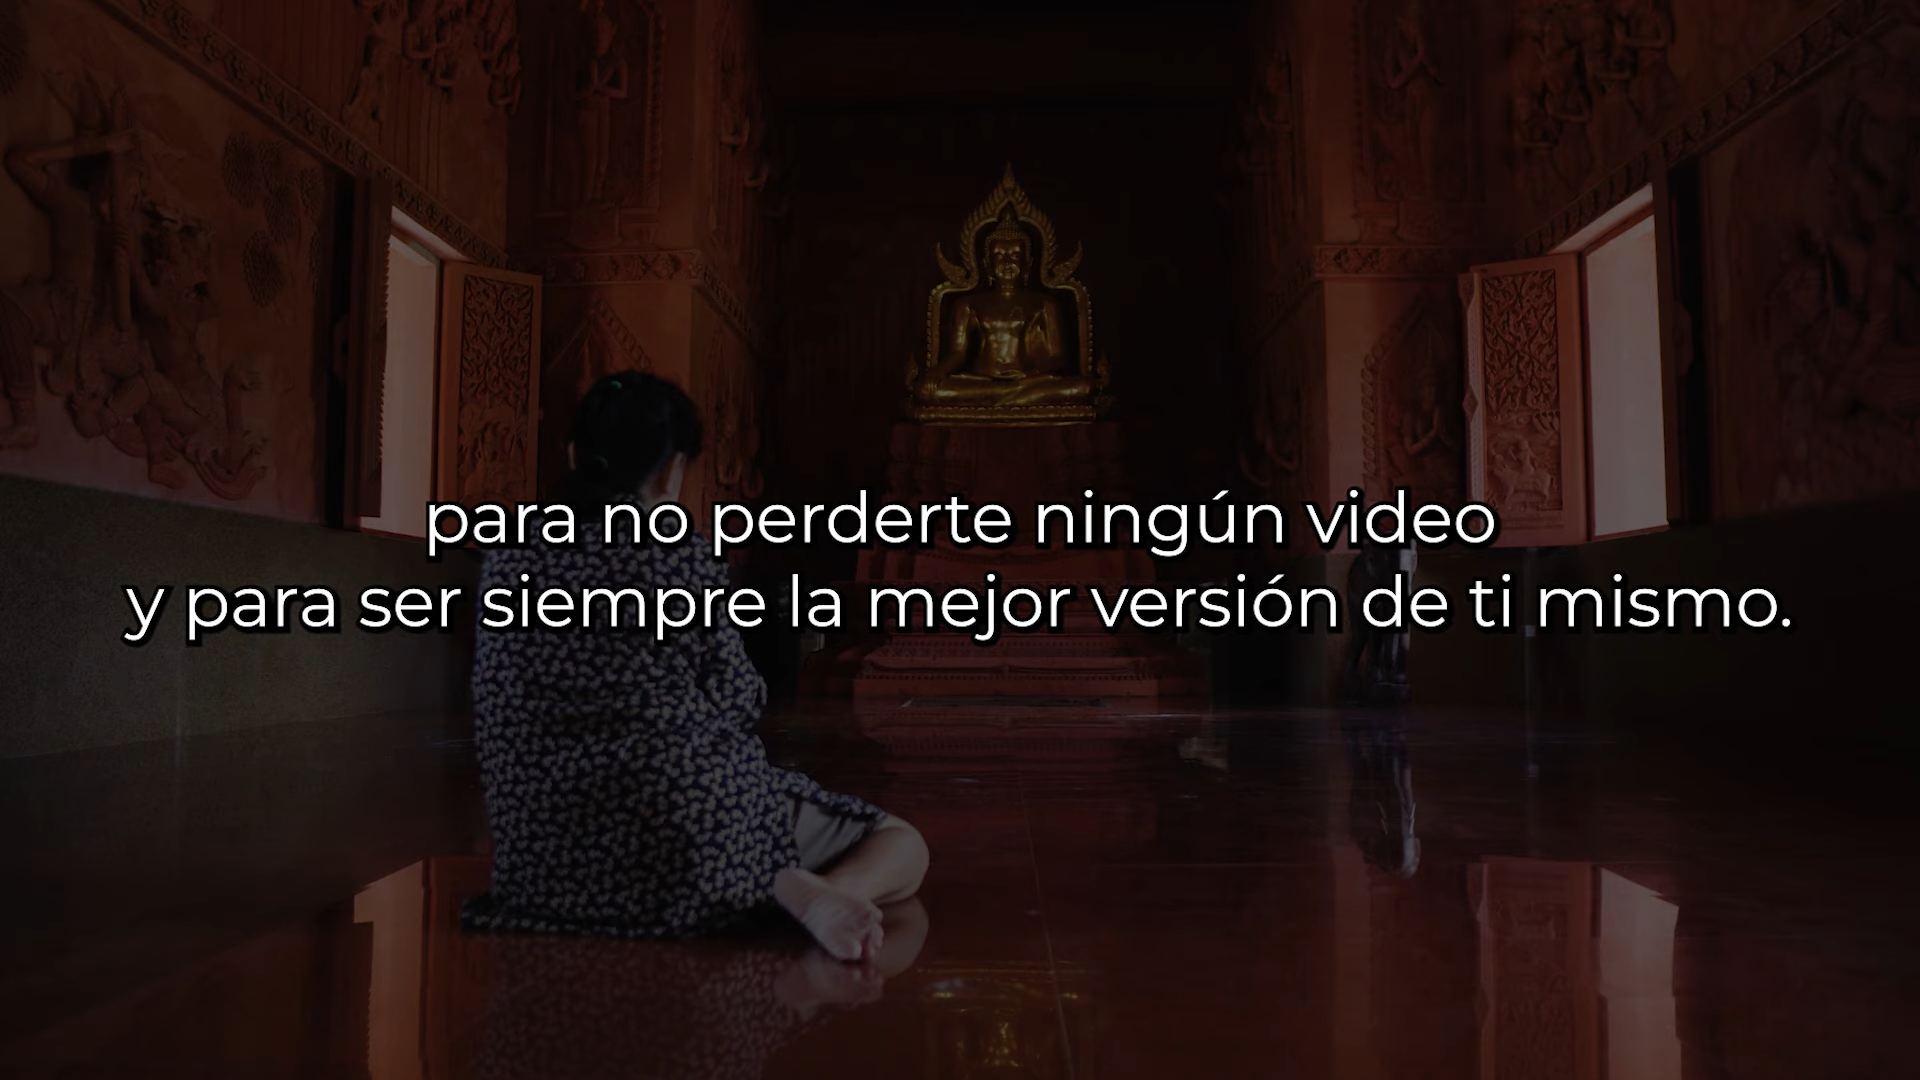 para no perderte ningún video
y para ser siempre la mejor versión de ti mismo.